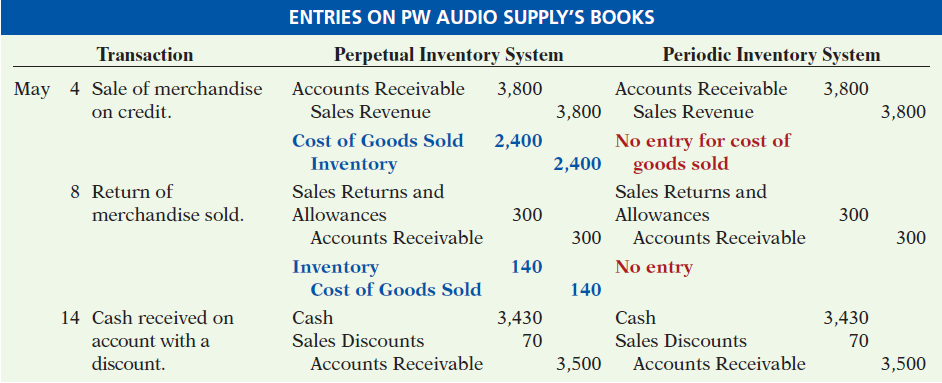 ENTRIES ON PW AUDIO SUPPLY'S BOOKS
Transaction Perpetual Inventory System Periodic Inventory System
May 4 Sale of merchandise Accounts Receivable 3,800 Accounts Receivable 3,800
on credit. Sales Revenue 3,800 Sales Revenue 3,800
Cost of Goods Sold 2,400 No entry for cost of
Inventory 2,400 goods sold
8 Return of Sales Returns and Sales Returns and
merchandise sold. Allowances 300 Allowances 300
Accounts Receivable 300 Accounts Receivable 300
Inventory 140 No entry
Cost of Goods Sold 140
14 Cash received on Cash 3,430 Cash 3,430
account with a Sales Discounts 70 Sales Discounts 70
discount. Accounts Receivable 3,500 Accounts Receivable 3,500